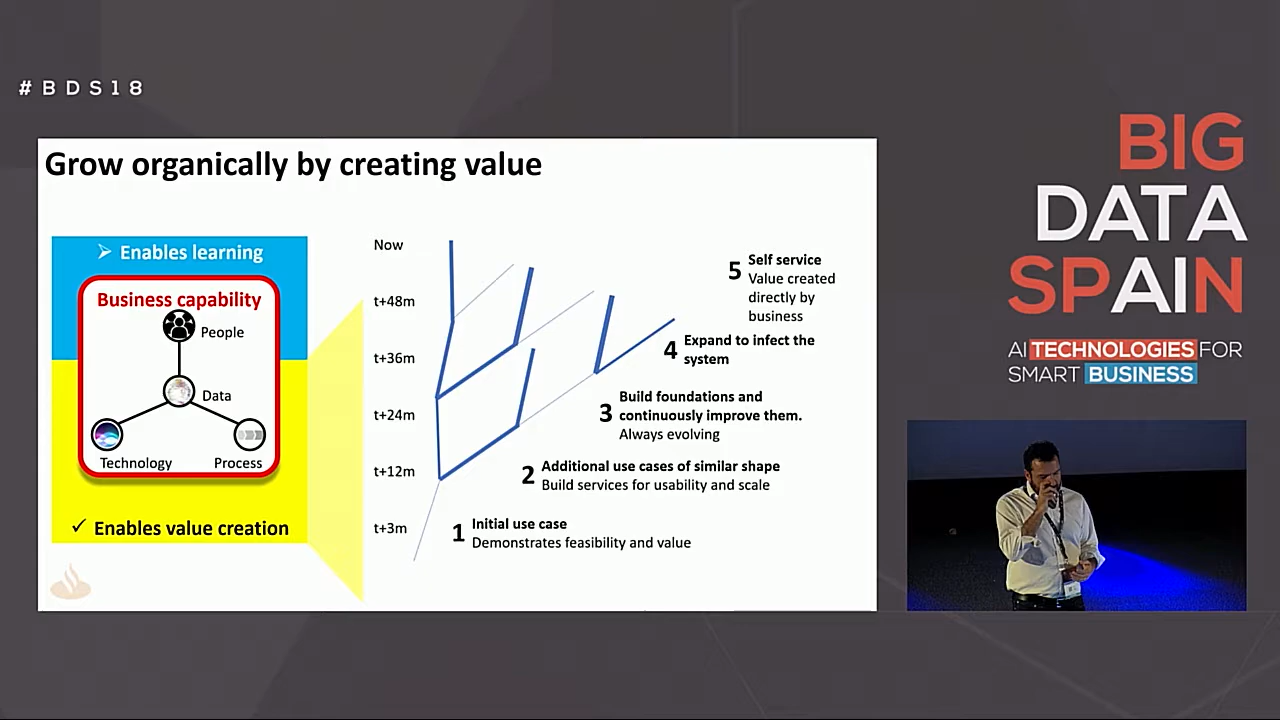 #BDS18
Grow organically by creating value
➢ Enables learning
Business capability
People
Data
Technology
Process
✓ Enables value creation
Now
t+48m
t+36m
t+24m
t+12m
t+3m
5
Self service
Value created
directly by
business
4
Expand to infect the
system
3
Build foundations and
continuously improve them.
Always evolving
2
Additional use cases of similar shape
Build services for usability and scale
1
Initial use case
Demonstrates feasibility and value
BIG
DATA
SPAIN
AI TECHNOLOGIES FOR
SMART BUSINESS